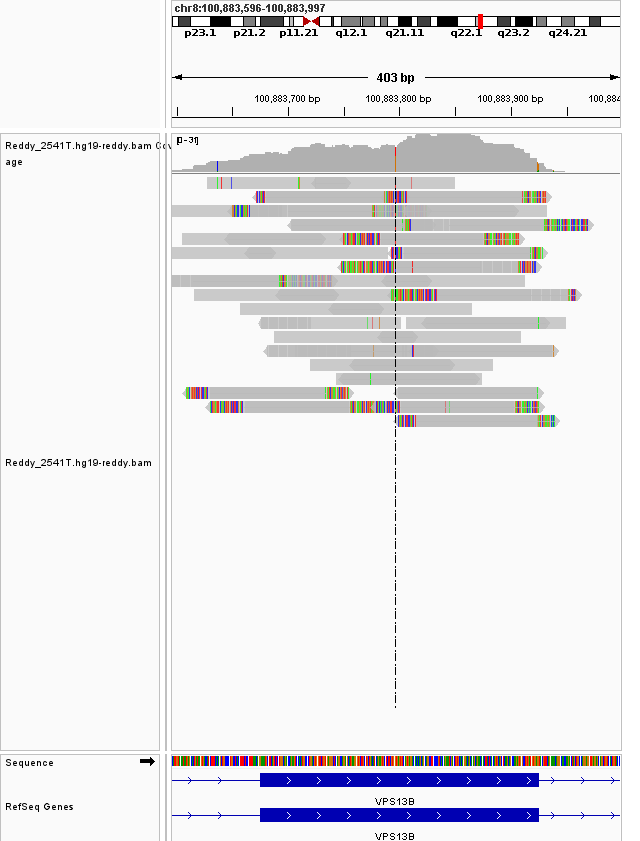 chr8:100,883,596-100,883,997
p23.1 p21.2 p11.21 q12.1 q21.11 q22.1 q23.2 q24.21
403 bp
100,883,700 bp 100,883,800 bp 100,883,900 bp 100,884
Reddy_2541T.hg19-reddy.bam Cov
age
[0-31]
Reddy_2541T.hg19-reddy.bam
Sequence
VPS13B
RefSeq Genes
VPS13B